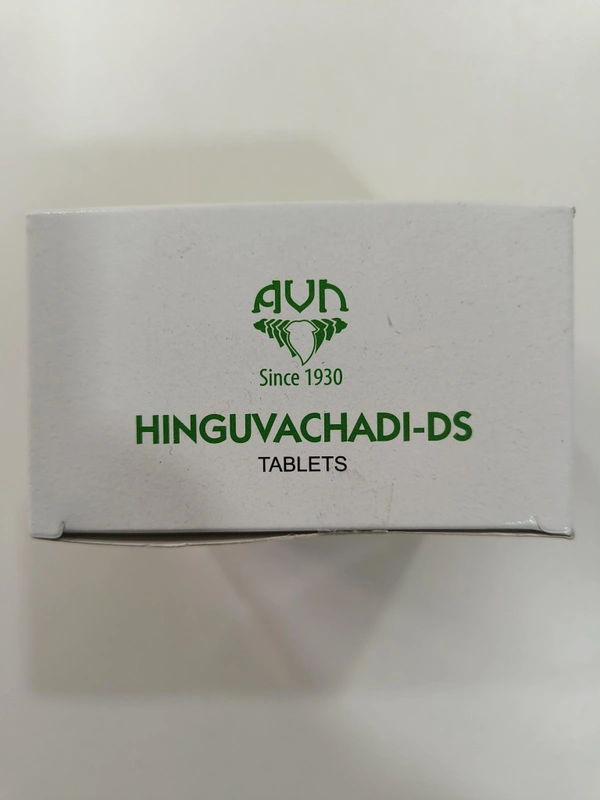 AVN
Since 1930
HINGUVACHADI-DS
TABLETS